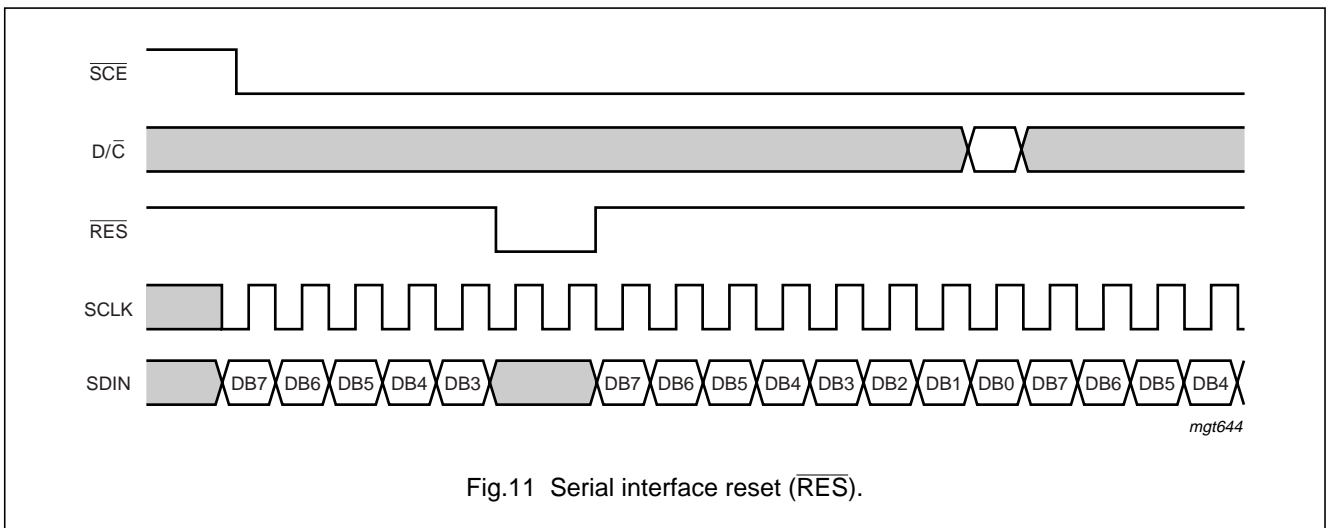 SCE
D/C
RES
SCLK
SDIN DB7 DB6 DB5 DB4 DB3 DB7 DB6 DB5 DB4 DB3 DB2 DB1 DB0 DB7 DB6 DB5 DB4
mgt644
Fig.11 Serial interface reset (RES).